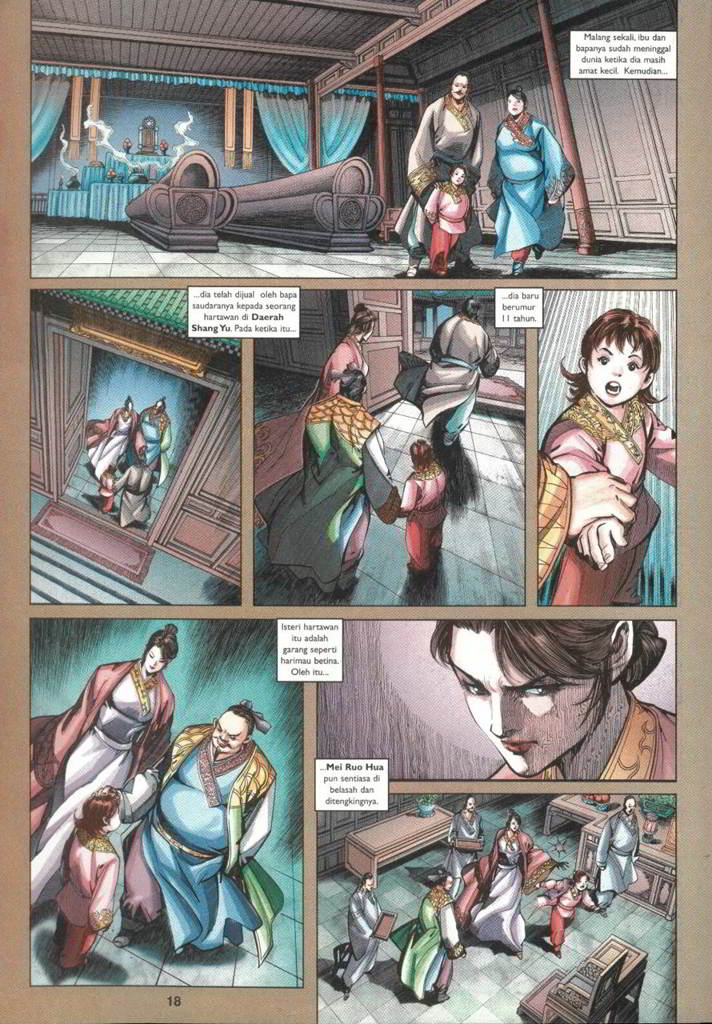 Malang sekali, ibu dan
bapanya sudah meninggal
dunia ketika dia masih
amat kecil. Kemudian...
...dia telah dijual oleh bapa
saudaranya kepada seorang
hartawan di Daerah
Shang Yu. Pada ketika itu...
...dia baru
berumur
11 tahun.
Isteri hartawan
itu adalah
garang seperti
harimau betina.
Oleh itu...
...Mei Ruo Hua
pun sentiasa di
belasah dan
ditengkingnya.
18